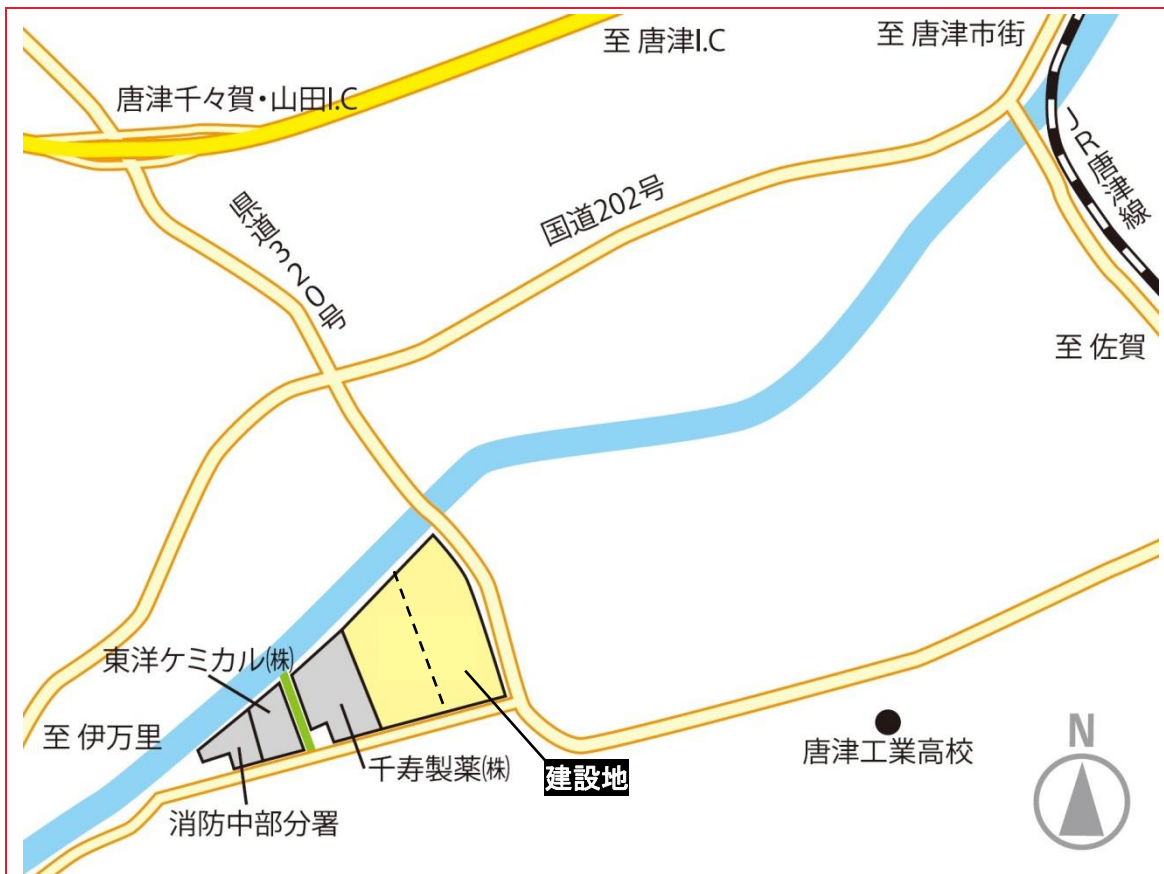 至 唐津I.C
至 唐津市街
唐津千々賀・山田I.C
JR唐津線
県道320号
国道202号
至 佐賀
東洋ケミカル㈱
至 伊万里
千寿製薬㈱
建設地
唐津工業高校
N
消防中部分署